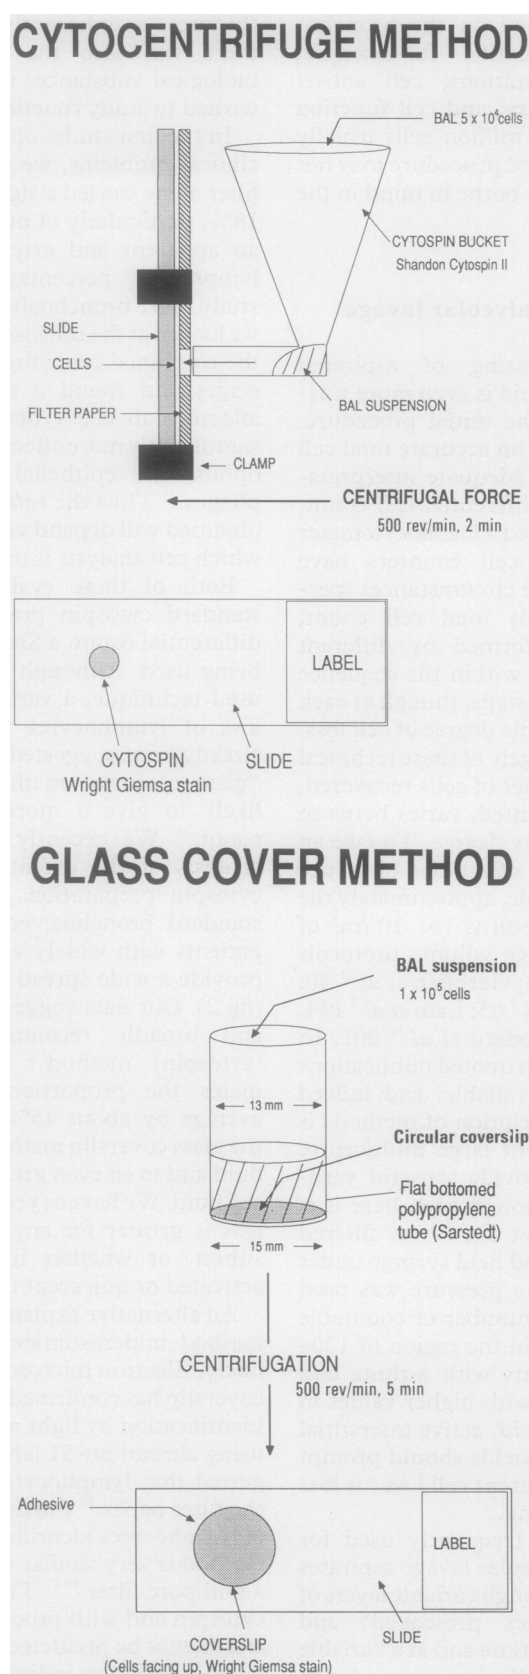 CYTOCENTRIFUGE METHOD
BAL 5 x 10⁴cells
CYTOSPIN BUCKET
Shandon Cytospin II
SLIDE
CELLS
FILTER PAPER
BAL SUSPENSION
CLAMP
CENTRIFUGAL FORCE
500 rev/min, 2 min
LABEL
CYTOSPIN
Wright Giemsa stain
SLIDE
GLASS COVER METHOD
BAL suspension
1 x 10⁵cells
13 mm
Circular coverslip
Flat bottomed
polypropylene
tube (Sarstedt)
15 mm
CENTRIFUGATION
500 rev/min, 5 min
Adhesive
LABEL
SLIDE
COVERSLIP
(Cells facing up, Wright Giemsa stain)